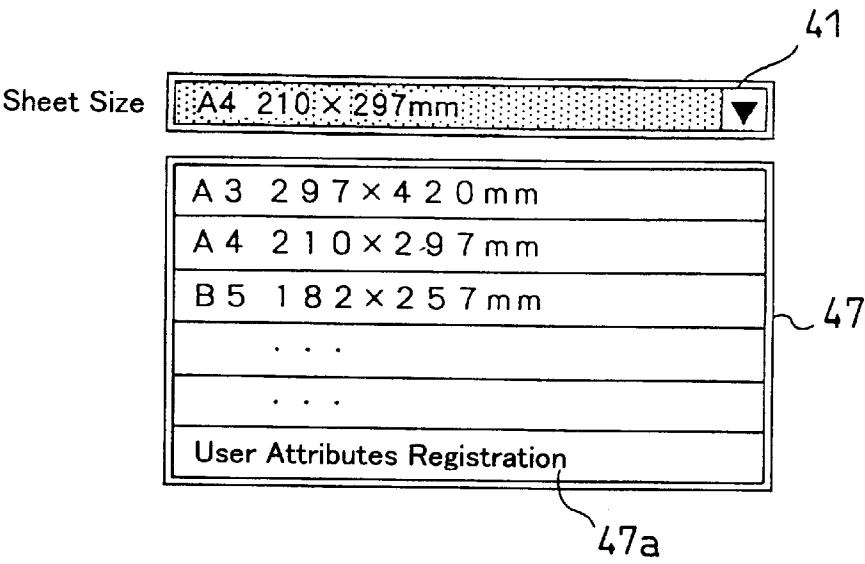 41
Sheet Size A4 210×297mm ▼
A3 297×420mm
A4 210×297mm
B5 182×257mm
47
. . .
. . .
User Attributes Registration
47a